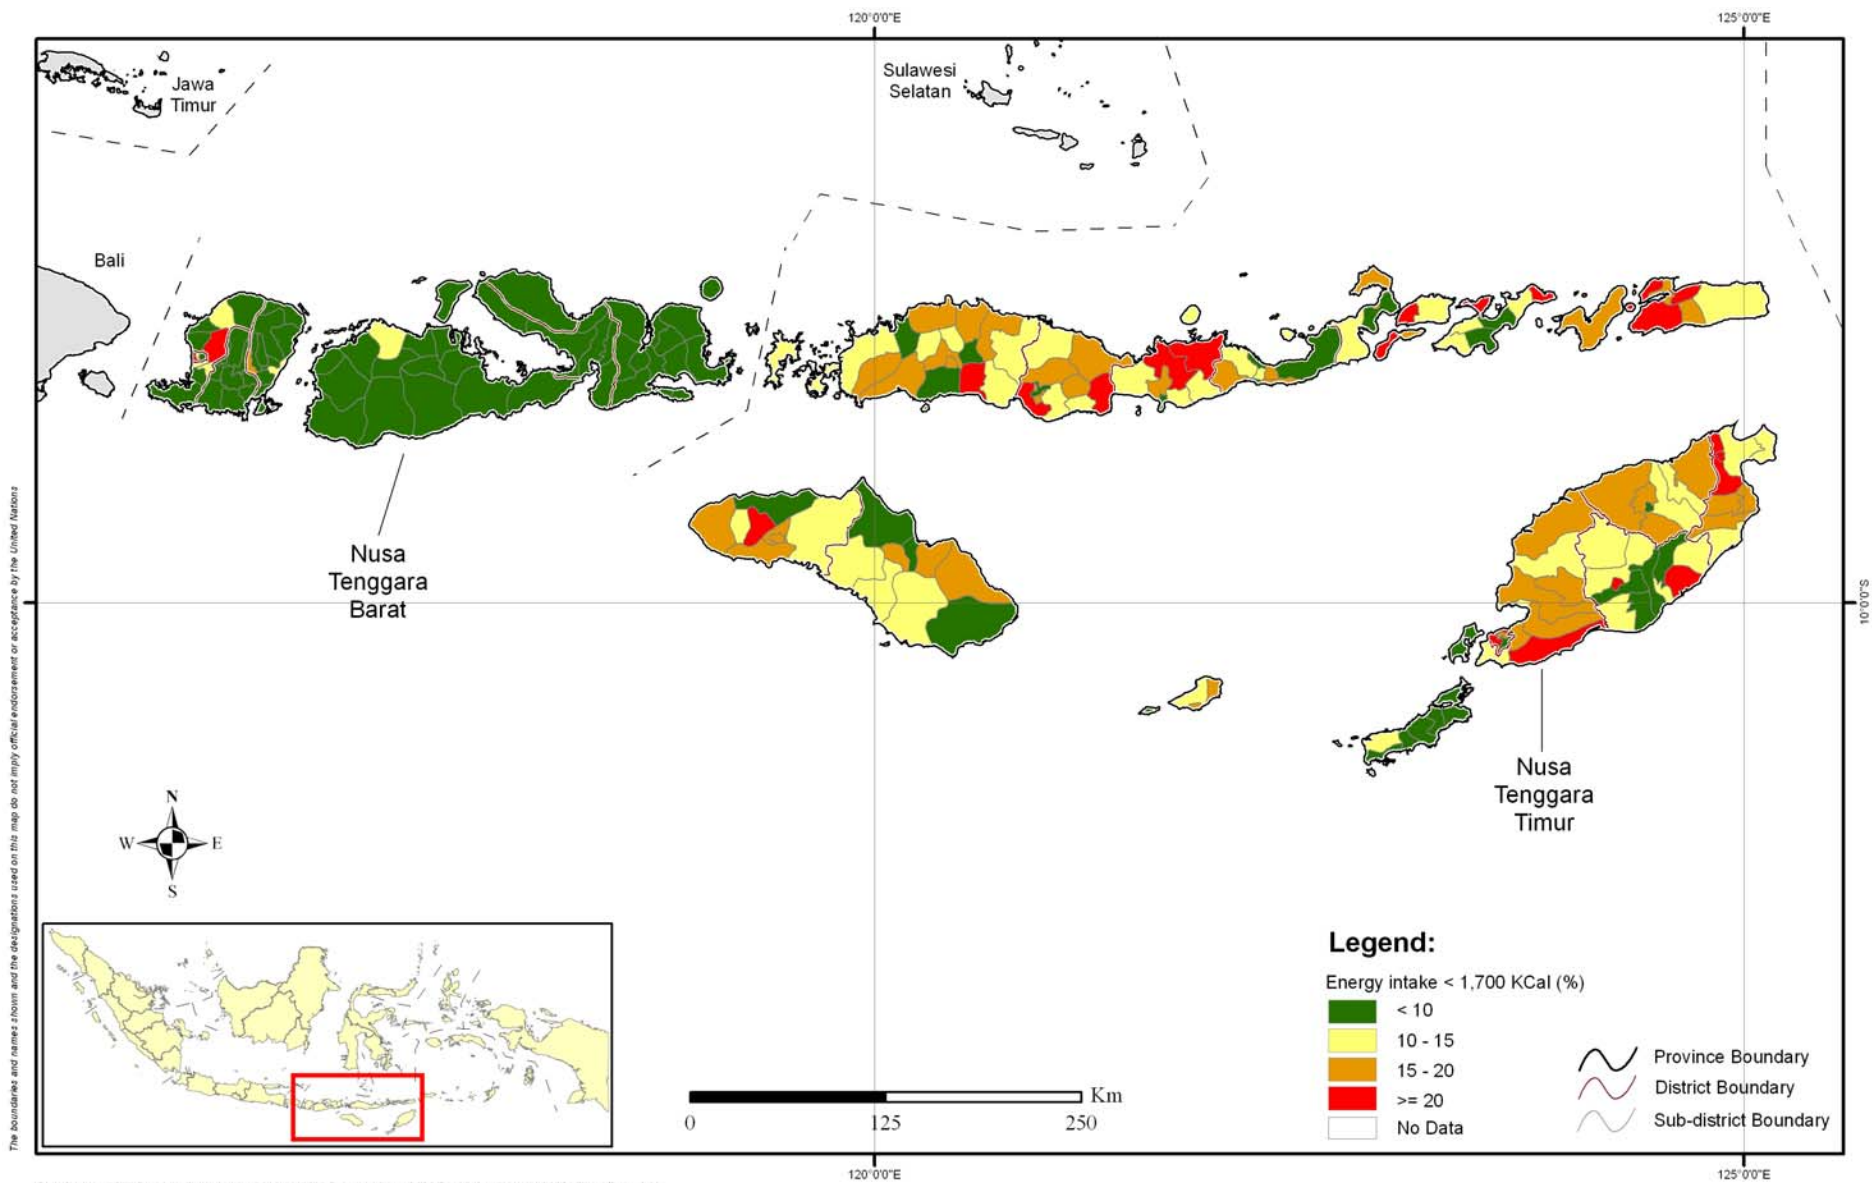 120°0'0"E
125°0'0"E
Jawa
Timur
Sulawesi
Selatan
Bali
Nusa
Tenggara
Barat
10°0'0"S
Nusa
Tenggara
Timur
The boundaries and names shown and the designations used on this map do not imply official endorsement or acceptance by the United Nations
N
W
E
S
Legend:
Energy intake < 1,700 KCal (%)
< 10
10 - 15
15 - 20
>= 20
No Data
Province Boundary
District Boundary
Sub-district Boundary
Km
0
125
250
120°0'0"E
125°0'0"E